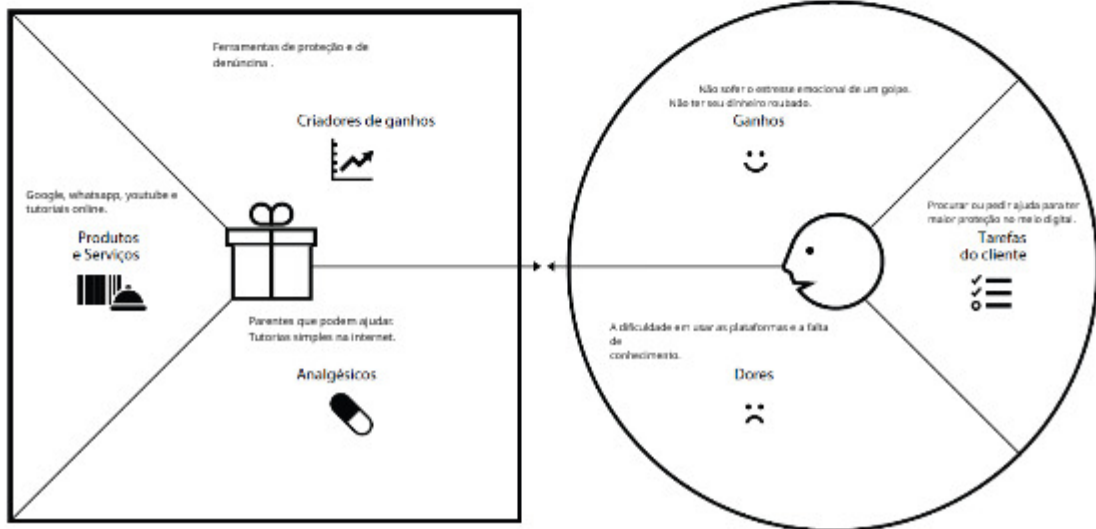 Ferramentas de proteção e de
denúncina .
Criadores de ganhos
Google, whatsapp, youtube e
tutoriais online.
Produtos
e Serviços
Parentes que podem ajudar.
Tutorias simples na internet.
Analgésicos
Não sofer o estresse emocional de um golpe.
Não ter seu dinheiro roubado.
Ganhos
Procurar ou pedir ajuda para ter
maior proteção no meio digital.
Tarefas
do cliente
A dificuldade em usar as plataformas e a falta
de
conhecimento.
Dores